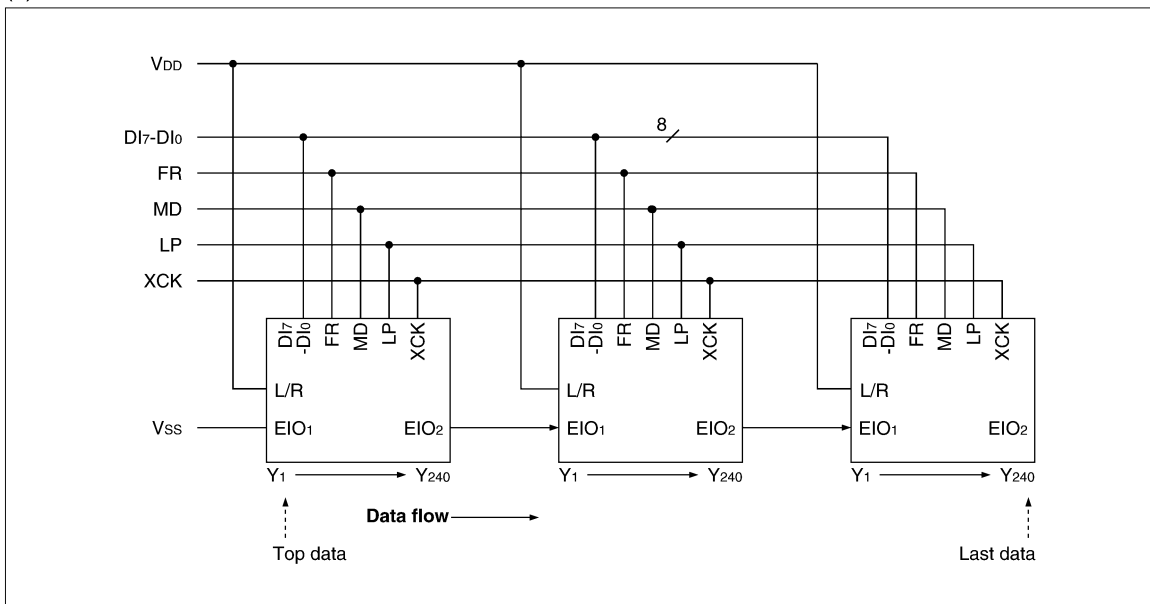 VDD
DI7-DI0
8
FR
MD
LP
XCK
DI7
-DI0
FR
MD
LP
XCK
DI7
-DI0
FR
MD
LP
XCK
DI7
-DI0
FR
MD
LP
XCK
L/R
L/R
L/R
VSS
EIO1
EIO2
EIO1
EIO2
EIO1
EIO2
Y1
Y240
Y1
Y240
Y1
Y240
Data flow
Top data
Last data